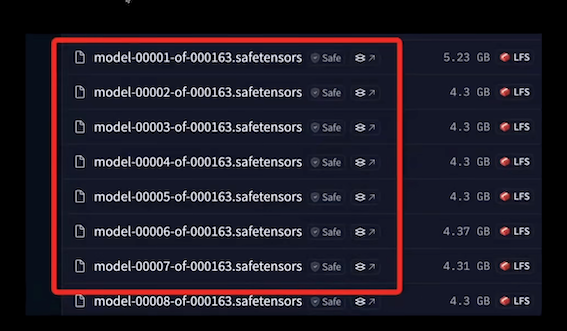 model-00001-of-000163.safetensors Safe 5.23 GB LFS
model-00002-of-000163.safetensors Safe 4.3 GB LFS
model-00003-of-000163.safetensors Safe 4.3 GB LFS
model-00004-of-000163.safetensors Safe 4.3 GB LFS
model-00005-of-000163.safetensors Safe 4.3 GB LFS
model-00006-of-000163.safetensors Safe 4.37 GB LFS
model-00007-of-000163.safetensors Safe 4.31 GB LFS
model-00008-of-000163.safetensors Safe 4.3 GB LFS